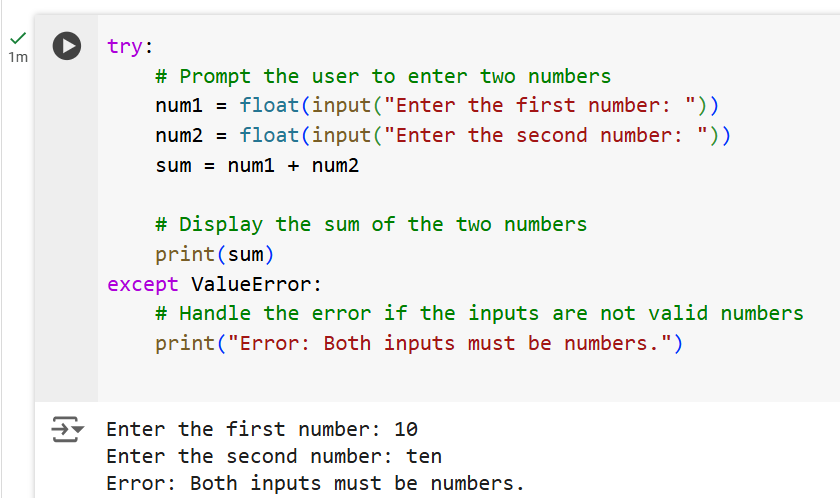 1m
try:
    # Prompt the user to enter two numbers
    num1 = float(input("Enter the first number: "))
    num2 = float(input("Enter the second number: "))
    sum = num1 + num2

    # Display the sum of the two numbers
    print(sum)
except ValueError:
    # Handle the error if the inputs are not valid numbers
    print("Error: Both inputs must be numbers.")
Enter the first number: 10
Enter the second number: ten
Error: Both inputs must be numbers.